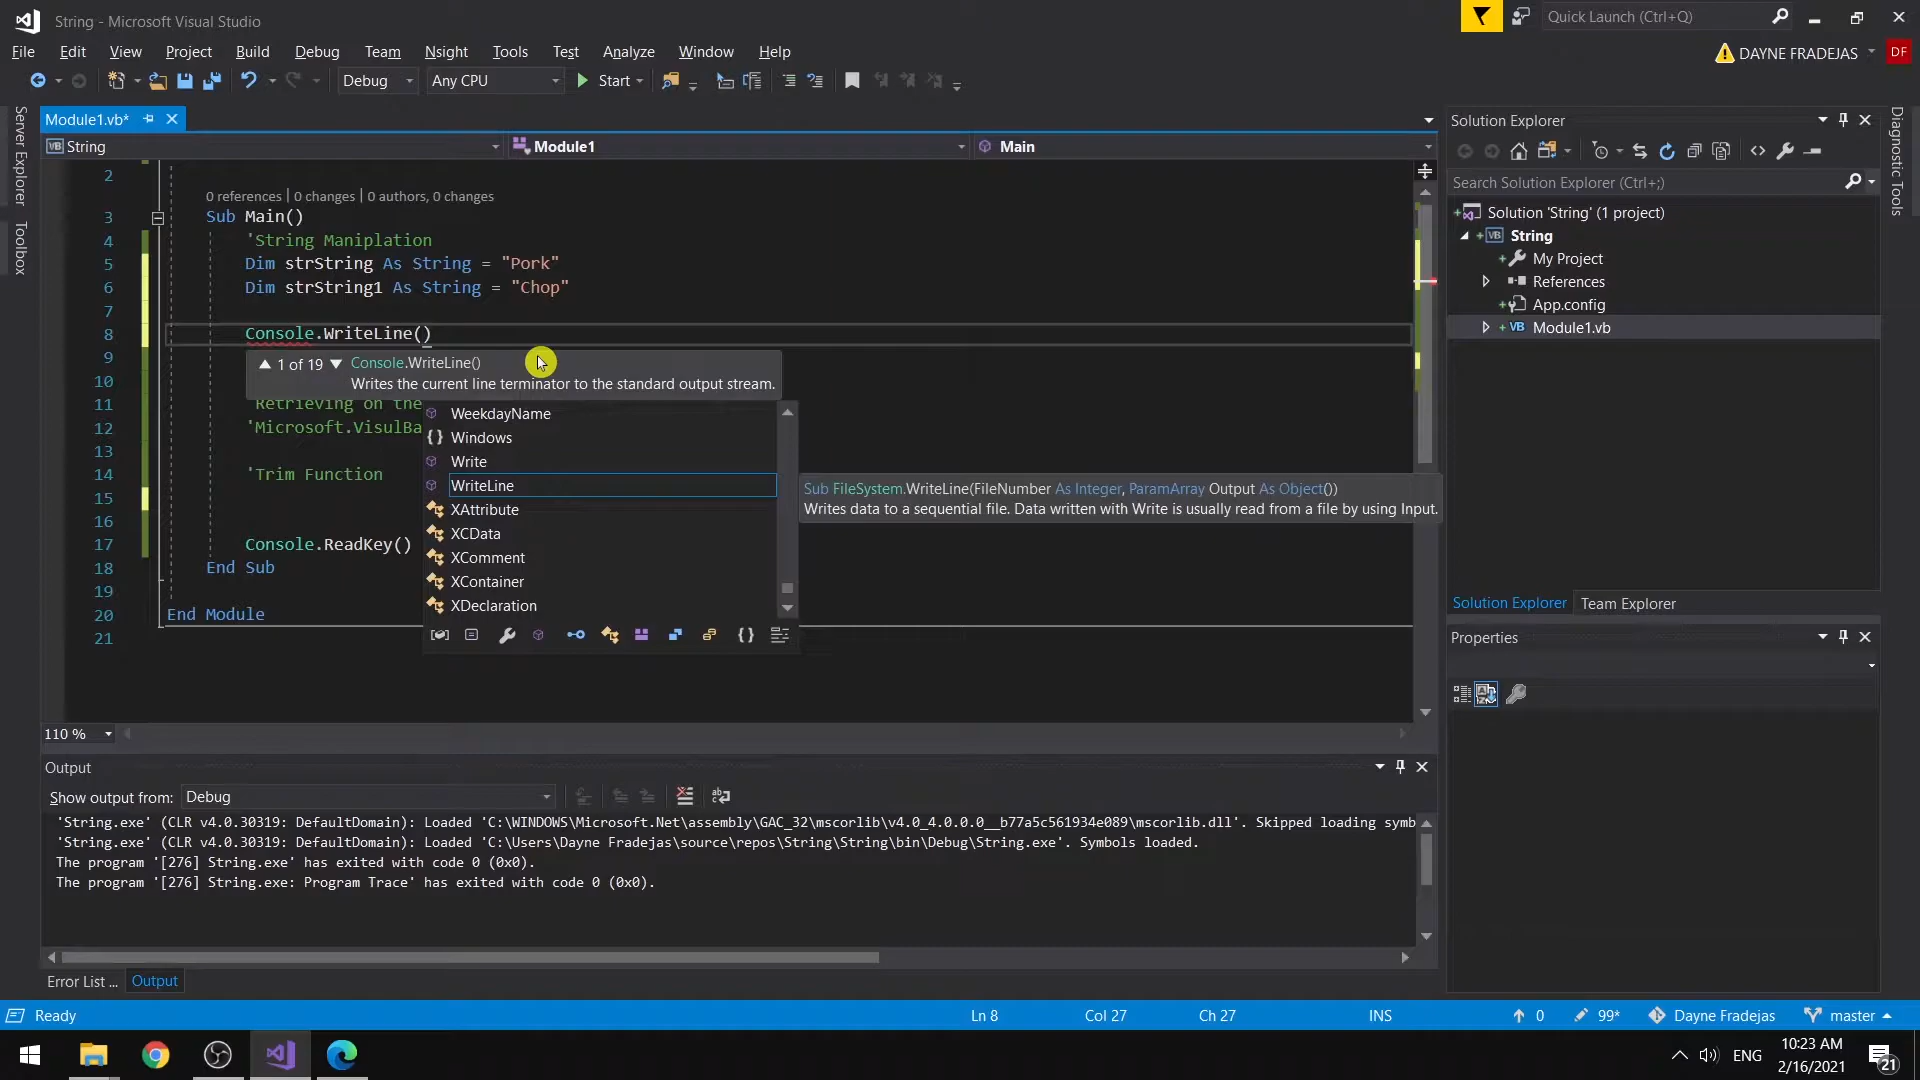 String - Microsoft Visual Studio
Quick Launch (Ctrl+Q)
File Edit View Project Build Debug Team Nsight Tools Test Analyze Window Help
DAYNE FRADEJAS DF
Debug Any CPU Start
Server Explorer
Toolbox
Module1.vb*
VB String Module1 Main
2
0 references | 0 changes | 0 authors, 0 changes
3 Sub Main()
4 'String Maniplation
5 Dim strString As String = "Pork"
6 Dim strString1 As String = "Chop"
7
8 Console.WriteLine()
9
1 of 19 Console.WriteLine()
Writes the current line terminator to the standard output stream.
10
11 Retrieving on the
12 'Microsoft.VisulBa
13
14 'Trim Function
15
16
17 Console.ReadKey()
18 End Sub
19
20 End Module
21
WeekdayName
Windows
Write
WriteLine
XAttribute
XCData
XComment
XContainer
XDeclaration
Sub FileSystem.WriteLine(FileNumber As Integer, ParamArray Output As Object())
Writes data to a sequential file. Data written with Write is usually read from a file by using Input.
110 %
Output
Show output from: Debug
'String.exe' (CLR v4.0.30319: DefaultDomain): Loaded 'C:\WINDOWS\Microsoft.Net\assembly\GAC_32\mscorlib\v4.0_4.0.0.0__b77a5c561934e089\mscorlib.dll'. Skipped loading symb
'String.exe' (CLR v4.0.30319: DefaultDomain): Loaded 'C:\Users\Dayne Fradejas\source\repos\String\String\bin\Debug\String.exe'. Symbols loaded.
The program '[276] String.exe' has exited with code 0 (0x0).
The program '[276] String.exe: Program Trace' has exited with code 0 (0x0).
Error List ... Output
Solution Explorer
Search Solution Explorer (Ctrl+;)
Solution 'String' (1 project)
VB String
My Project
References
App.config
VB Module1.vb
Solution Explorer Team Explorer
Properties
Diagnostic Tools
Ready Ln 8 Col 27 Ch 27 INS 0 99* Dayne Fradejas master
ENG
10:23 AM
2/16/2021
21